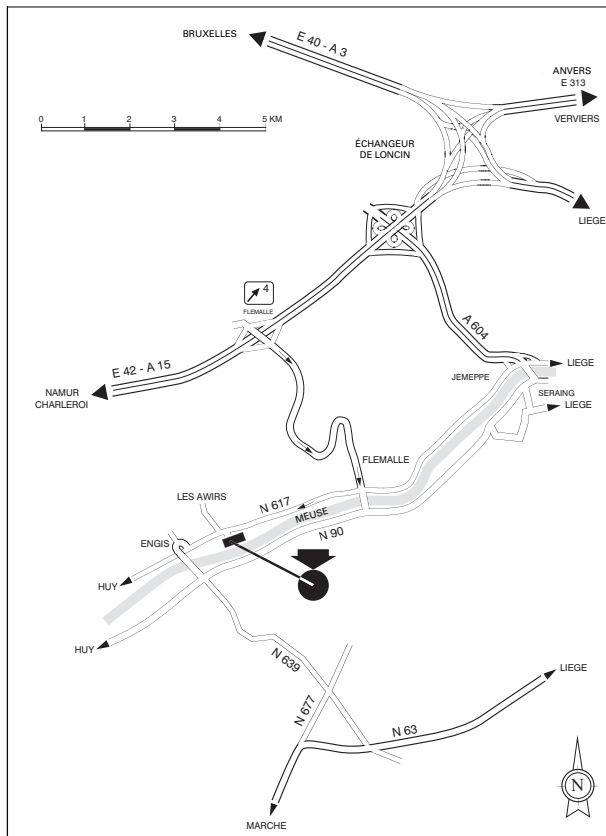 BRUXELLES
E 40 - A 3
ANVERS
E 313
VERVIERS
0 1 2 3 4 5 KM
ÉCHANGEUR
DE LONCIN
LIEGE
4
FLEMALLE
A 604
E 42 - A 15
NAMUR
CHARLEROI
JEMEPPE
LIEGE
SERAING
LIEGE
FLEMALLE
LES AWIRS
N 617
MEUSE
N 90
ENGIS
HUY
HUY
N 639
N 677
LIEGE
N 63
MARCHE
N